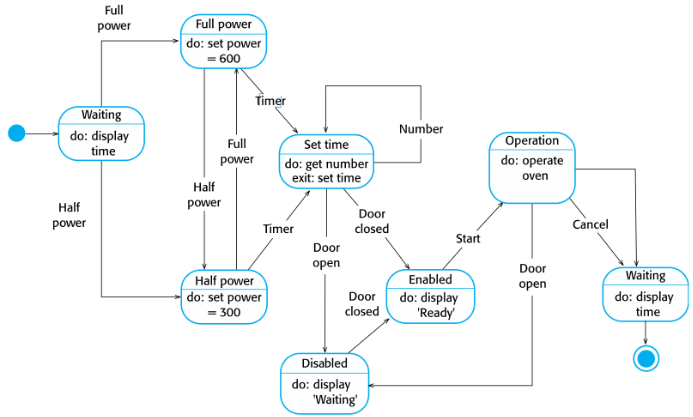 Full
power
Full power
do: set power
= 600
Timer
Waiting
do: display
time
Full
power
Half
power
Half
power
Set time
do: get number
exit: set time
Number
Operation
do: operate
oven
Timer
Door
closed
Start
Cancel
Door
open
Door
open
Half power
do: set power
= 300
Door
closed
Enabled
do: display
'Ready'
Waiting
do: display
time
Disabled
do: display
'Waiting'